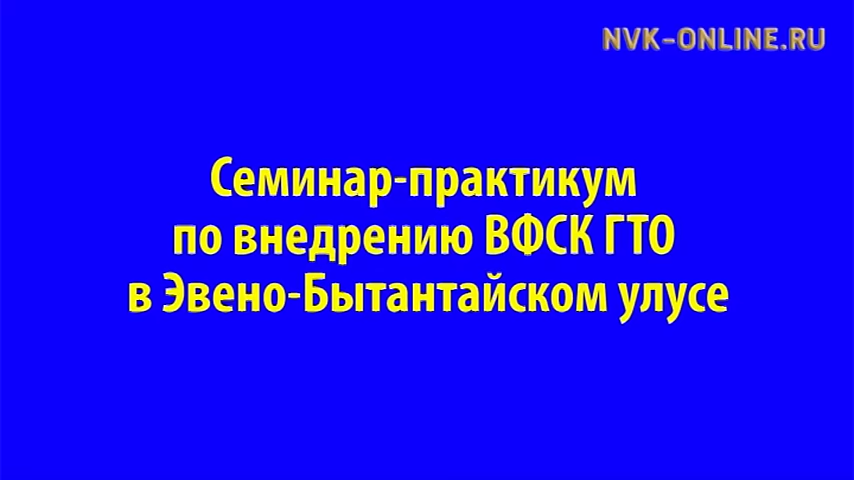 NVK-ONLINE.RU
Семинар-практикум
по внедрению ВФСК ГТО
в Эвено-Бытантайском улусе